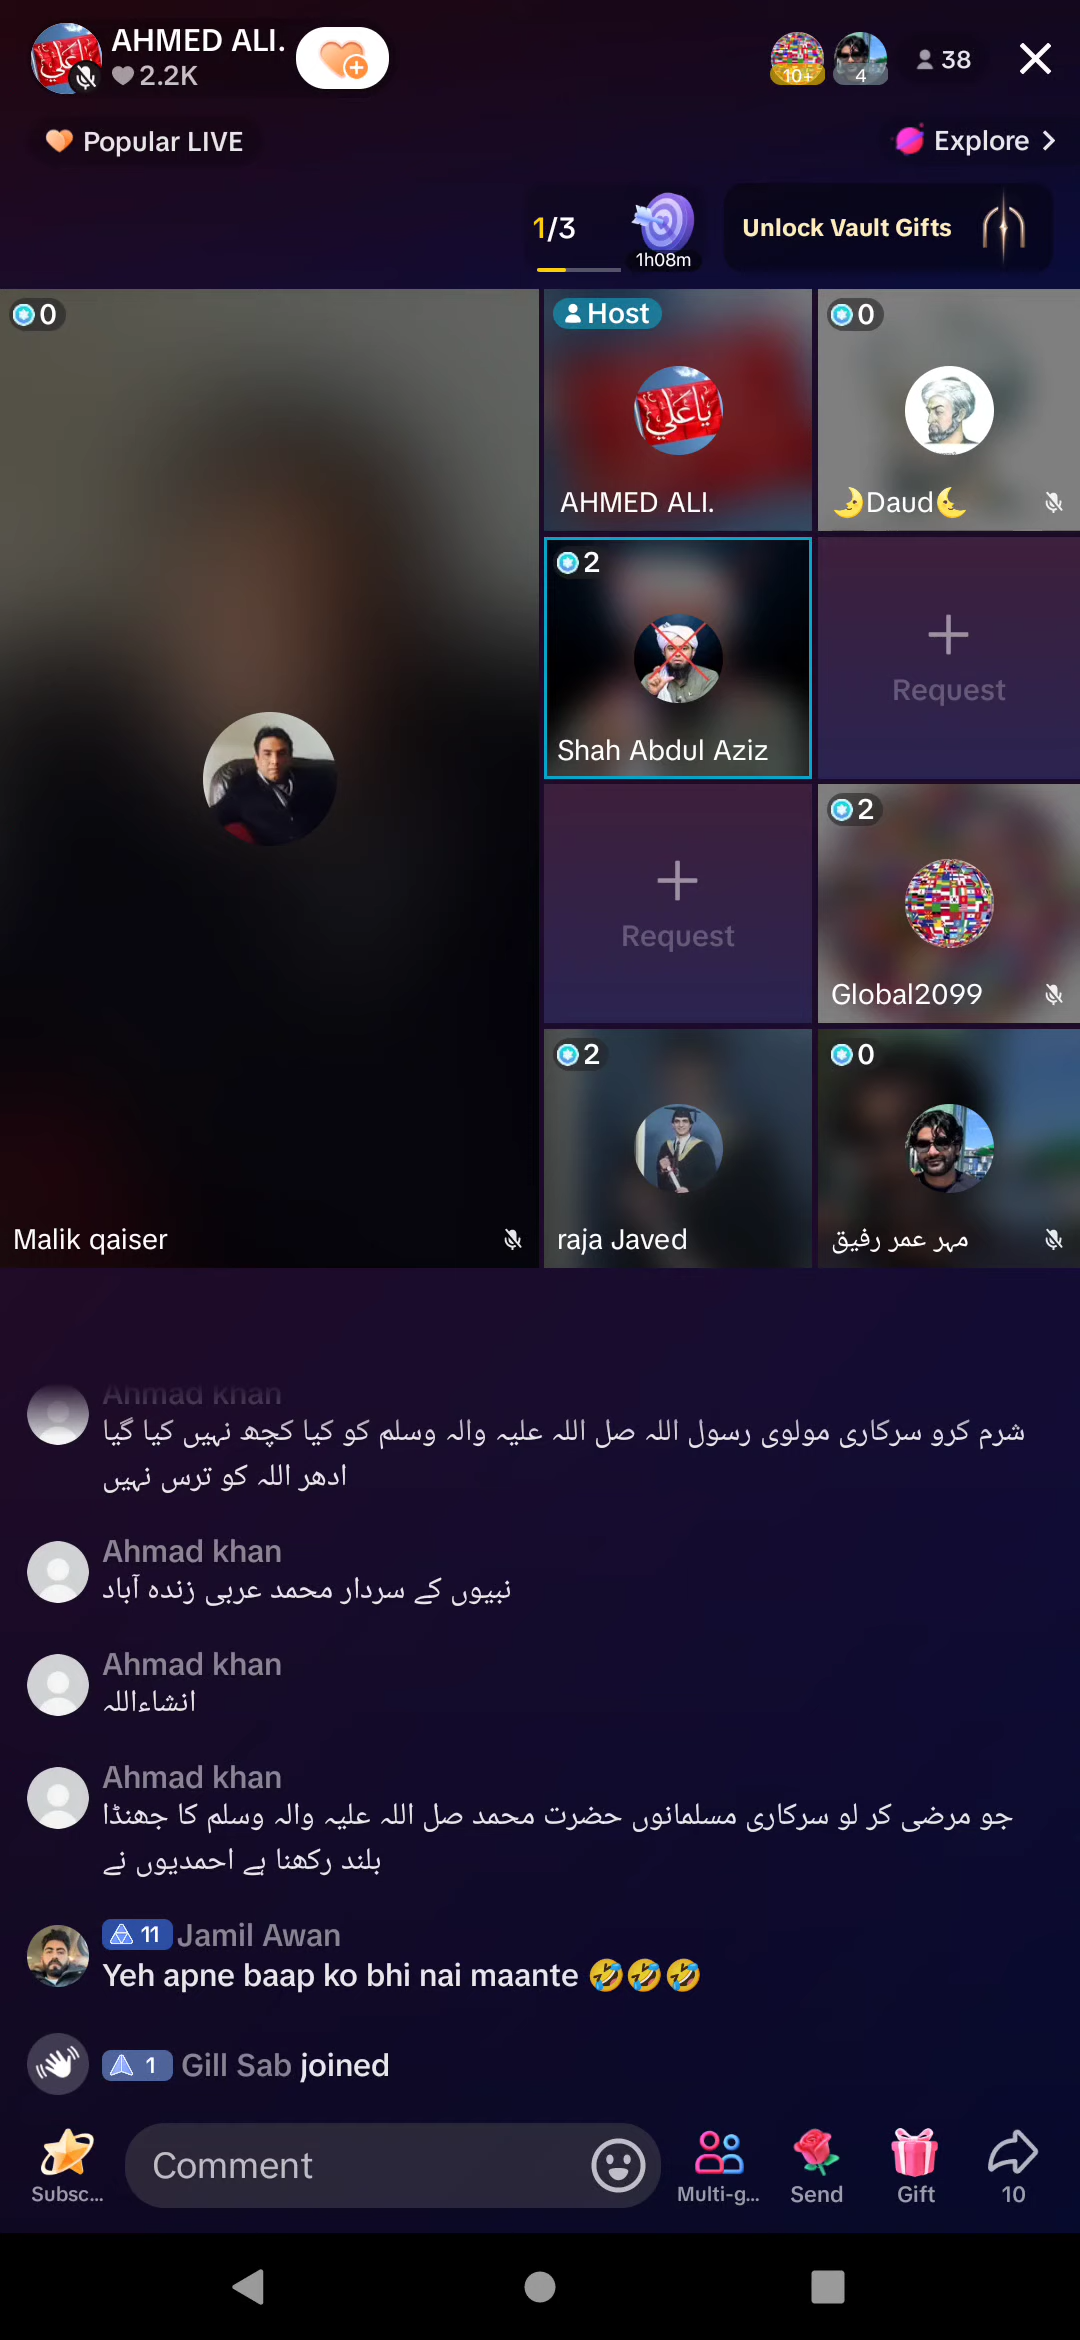 AHMED ALI.
2.2K
10+
4
38
Popular LIVE
Explore
1/3
1h08m
Unlock Vault Gifts
0
Host
ياعلي
AHMED ALI.
0
🌛Daud🌜
2
Shah Abdul Aziz
Request
Request
2
Global2099
Malik qaiser
2
raja Javed
0
مہر عمر رفیق
Ahmad khan
شرم کرو سرکاری مولوی رسول اللہ صل اللہ علیہ والہ وسلم کو کیا کچھ نہیں کیا گیا
ادھر اللہ کو ترس نہیں
Ahmad khan
نبیوں کے سردار محمد عربی زندہ آباد
Ahmad khan
انشاءاللہ
Ahmad khan
جو مرضی کر لو سرکاری مسلمانوں حضرت محمد صل اللہ علیہ والہ وسلم کا جھنڈا
بلند رکھنا ہے احمدیوں نے
11 Jamil Awan
Yeh apne baap ko bhi nai maante 🤣🤣🤣
1 Gill Sab joined
Comment
Subsc...
Multi-g...
Send
Gift
10